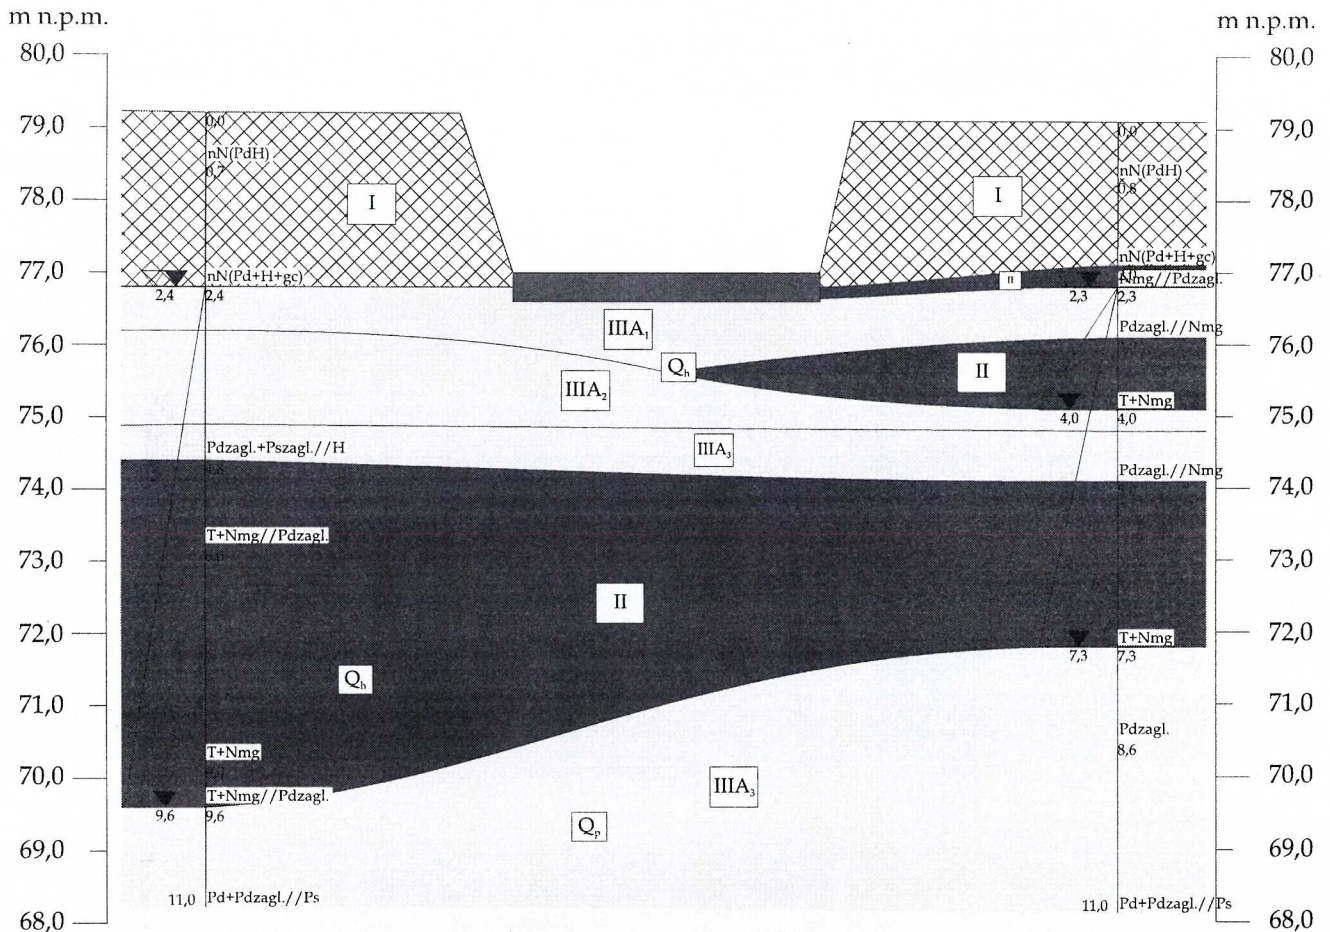 m n.p.m.
m n.p.m.
80,0
80,0
79,0
0,0
0,0
79,0
nN(PdH)
0,7
nN(PdH)
0,8
78,0
I
I
78,0
77,0
nN(Pd+H+gc)
nN(Pd+H+gc)
77,0
II
Nmg//Pdzagl.
2,4
2,4
2,3
2,3
IIIA1
Pdzagl.//Nmg
76,0
76,0
Qh
II
IIIA2
T+Nmg
75,0
4,0
4,0
75,0
Pdzagl.+Pszagl.//H
IIIA3
Pdzagl.//Nmg
74,0
74,0
T+Nmg//Pdzagl.
73,0
73,0
II
72,0
T+Nmg
72,0
7,3
7,3
Qh
71,0
71,0
Pdzagl.
8,6
T+Nmg
70,0
IIIA3
70,0
T+Nmg//Pdzagl.
9,6
9,6
Qp
69,0
69,0
11,0
Pd+Pdzagl.//Ps
11,0
Pd+Pdzagl.//Ps
68,0
68,0